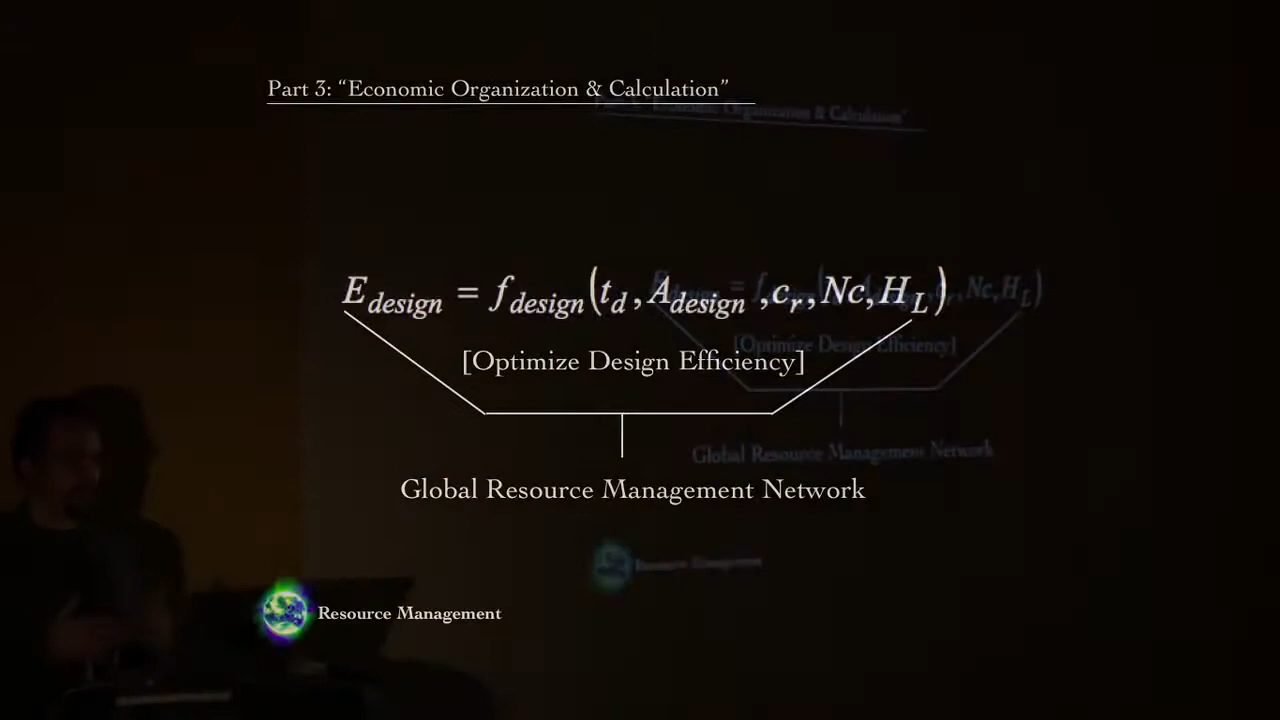 Part 3: “Economic Organization & Calculation”
E_design = f_design(t_d, A_design, c_r, Nc, H_L)
[Optimize Design Efficiency]
Global Resource Management Network
Resource Management